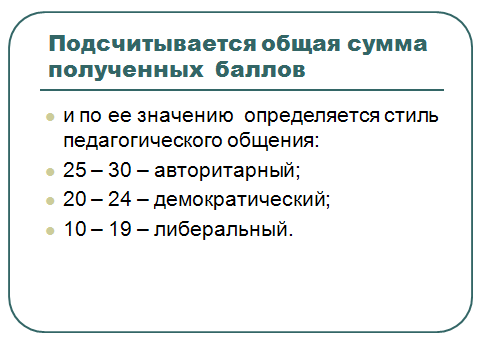 Подсчитывается общая сумма
полученных баллов
и по ее значению определяется стиль
педагогического общения:
25 – 30 – авторитарный;
20 – 24 – демократический;
10 – 19 – либеральный.